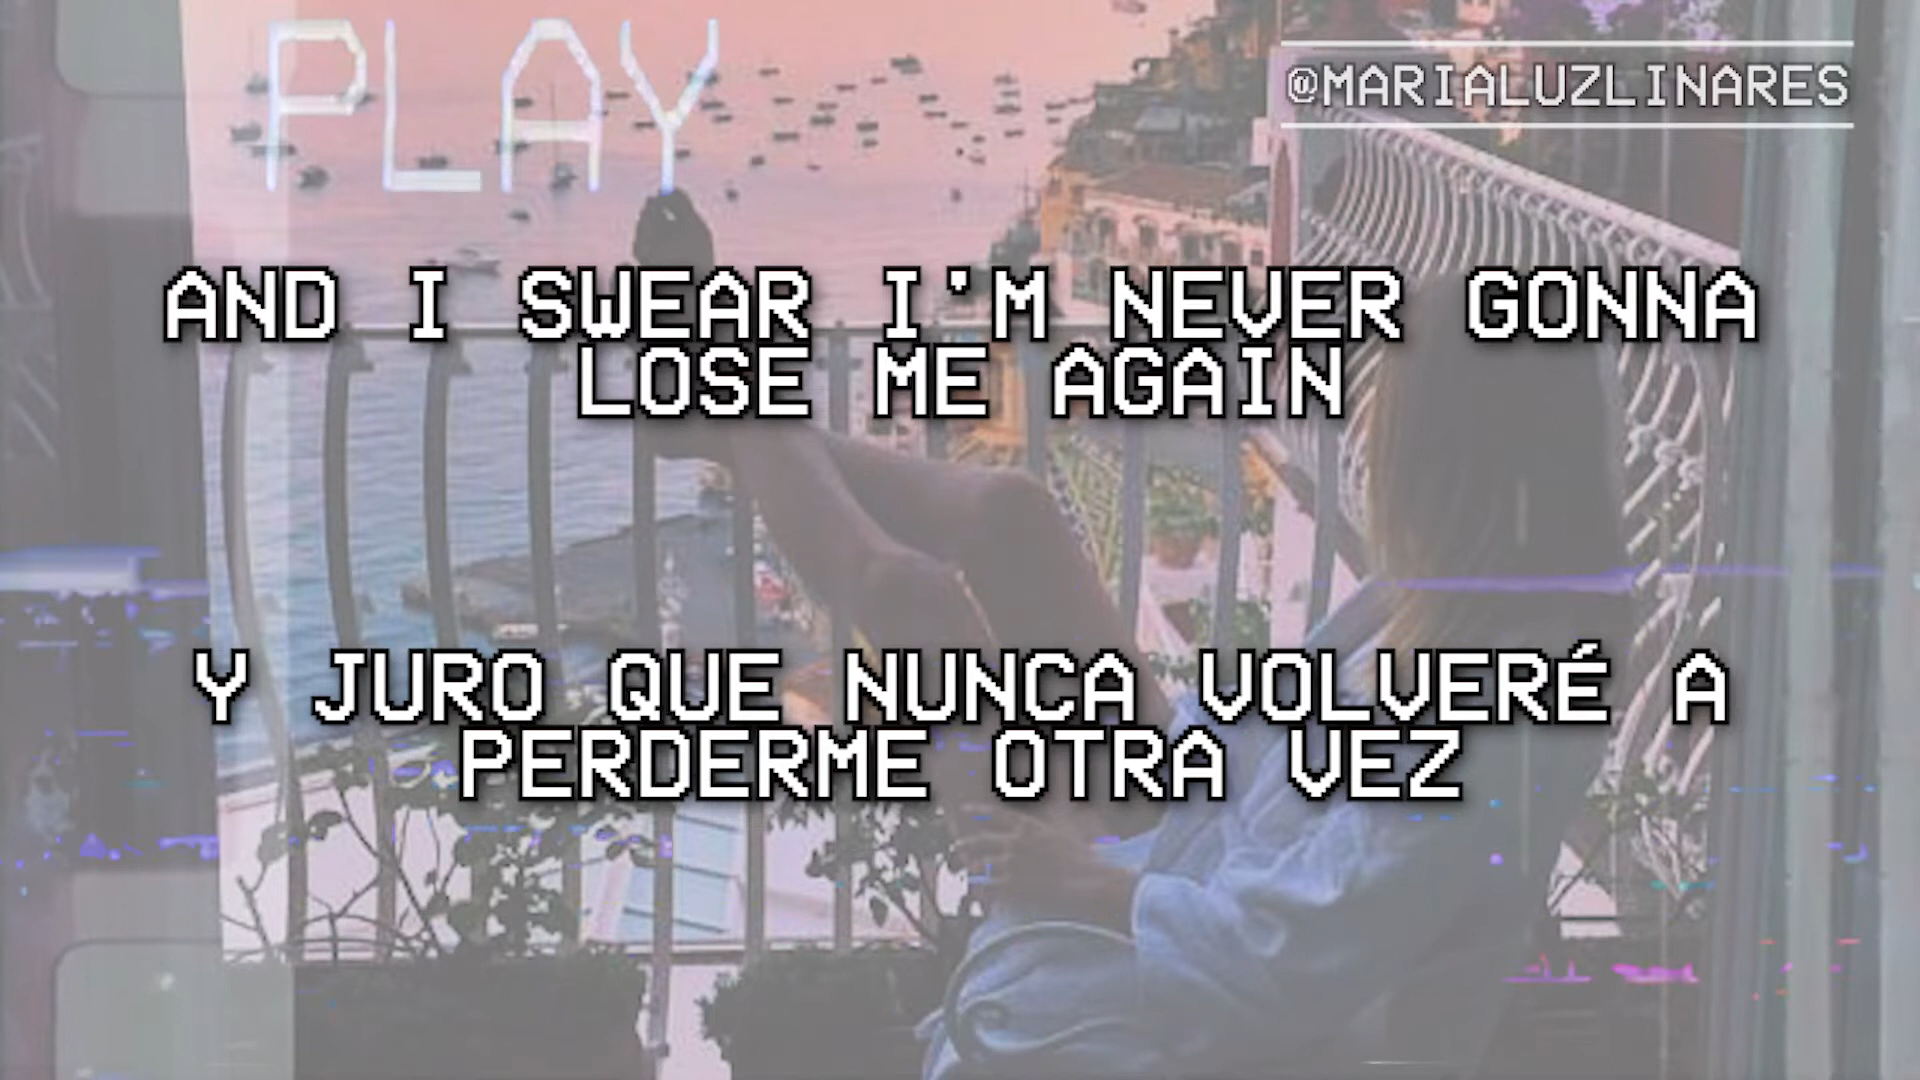 PLAY
@MARIALUZLINARES
AND I SWEAR I'M NEVER GONNA
LOSE ME AGAIN
Y JURO QUE NUNCA VOLVERÉ A
PERDERME OTRA VEZ